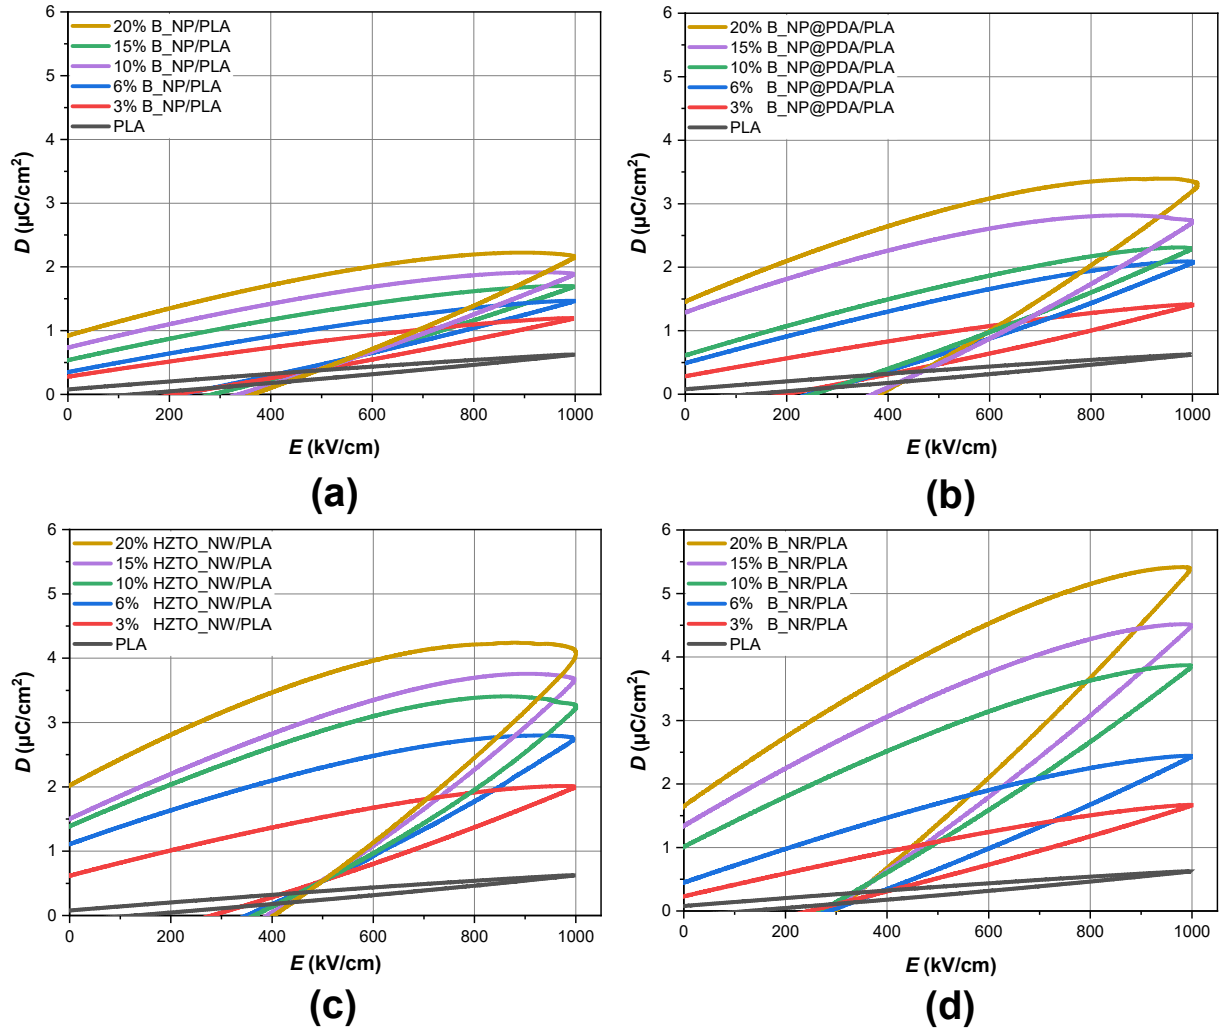 20% B_NP/PLA
15% B_NP/PLA
10% B_NP/PLA
6% B_NP/PLA
3% B_NP/PLA
PLA
6
5
4
3
2
1
0
D (μC/cm²)
0 200 400 600 800 1000
E (kV/cm)
(a)
20% B_NP@PDA/PLA
15% B_NP@PDA/PLA
10% B_NP@PDA/PLA
6% B_NP@PDA/PLA
3% B_NP@PDA/PLA
PLA
6
5
4
3
2
1
0
D (μC/cm²)
0 200 400 600 800 1000
E (kV/cm)
(b)
20% HZTO_NW/PLA
15% HZTO_NW/PLA
10% HZTO_NW/PLA
6% HZTO_NW/PLA
3% HZTO_NW/PLA
PLA
6
5
4
3
2
1
0
D (μC/cm²)
0 200 400 600 800 1000
E (kV/cm)
(c)
20% B_NR/PLA
15% B_NR/PLA
10% B_NR/PLA
6% B_NR/PLA
3% B_NR/PLA
PLA
6
5
4
3
2
1
0
D (μC/cm²)
0 200 400 600 800 1000
E (kV/cm)
(d)